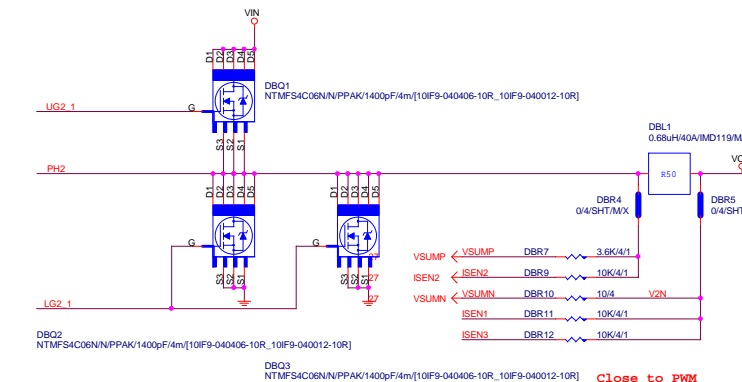 VIN
D1 D2 D3 D4 D5
DBQ1
NTMFS4C06N/N/PPAK/1400pF/4m/[10IF9-040406-10R_10IF9-040012-10R]
UG2_1
G
S3 S2 S1
DBL1
0.68uH/40A/IMD119/M
PH2
R50
D1 D2 D3 D4 D5
D1 D2 D3 D4 D5
DBR4
0/4/SHT/M/X
DBR5
0/4/SHT
G
G
VSUMP
VSUMP
DBR7
3.6K/4/1
S3 S2 S1
S3 S2 S1
27
ISEN2
ISEN2
DBR9
10K/4/1
27
VSUMN
VSUMN
DBR10
10/4
V2N
27
LG2_1
ISEN1
DBR11
10K/4/1
ISEN3
DBR12
10K/4/1
DBQ2
NTMFS4C06N/N/PPAK/1400pF/4m/[10IF9-040406-10R_10IF9-040012-10R]
DBQ3
NTMFS4C06N/N/PPAK/1400pF/4m/[10IF9-040406-10R_10IF9-040012-10R]
Close to PWM